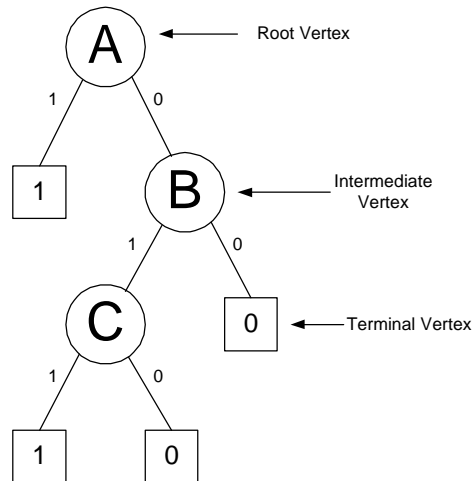 A
Root Vertex
1
0
1
B
Intermediate
Vertex
1
0
C
0
Terminal Vertex
1
0
1
0